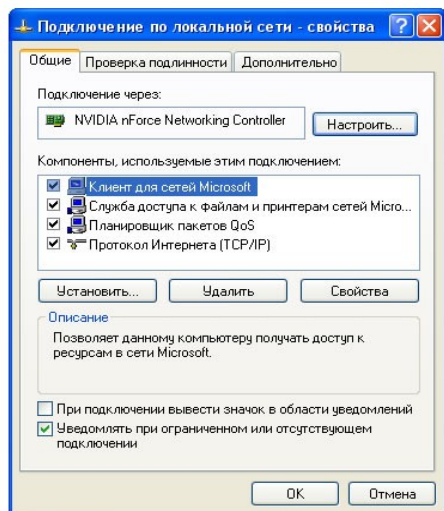 Подключение по локальной сети - свойства
Общие Проверка подлинности Дополнительно
Подключение через:
NVIDIA nForce Networking Controller Настроить...
Компоненты, используемые этим подключением:
Клиент для сетей Microsoft
Служба доступа к файлам и принтерам сетей Micro...
Планировщик пакетов QoS
Протокол Интернета (TCP/IP)
Установить... Удалить Свойства
Описание
Позволяет данному компьютеру получать доступ к
ресурсам в сети Microsoft.
При подключении вывести значок в области уведомлений
Уведомлять при ограниченном или отсутствующем
подключении
OK Отмена